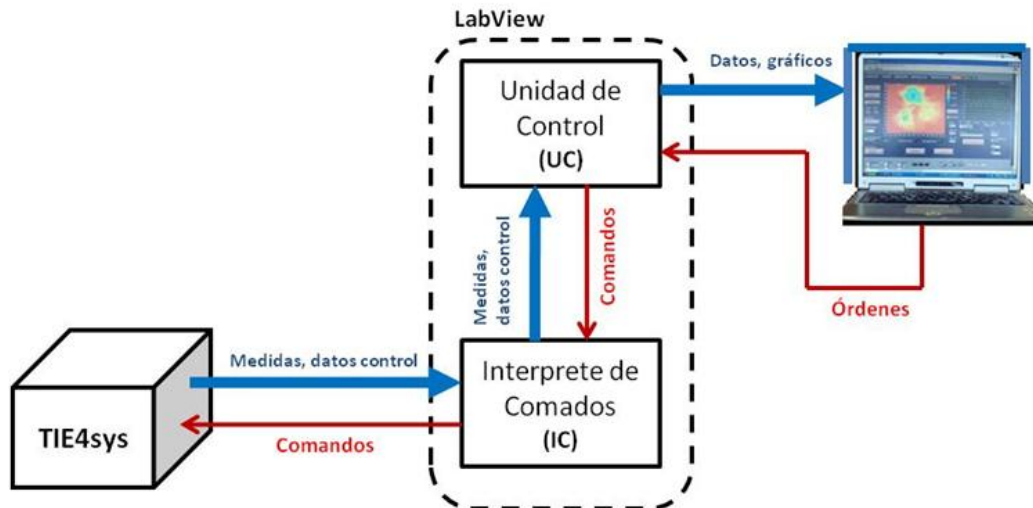 LabView
Unidad de
Control
(UC)
Datos, gráficos
Órdenes
Medidas,
datos control
Comandos
Interprete de
Comados
(IC)
Medidas, datos control
Comandos
TIE4sys